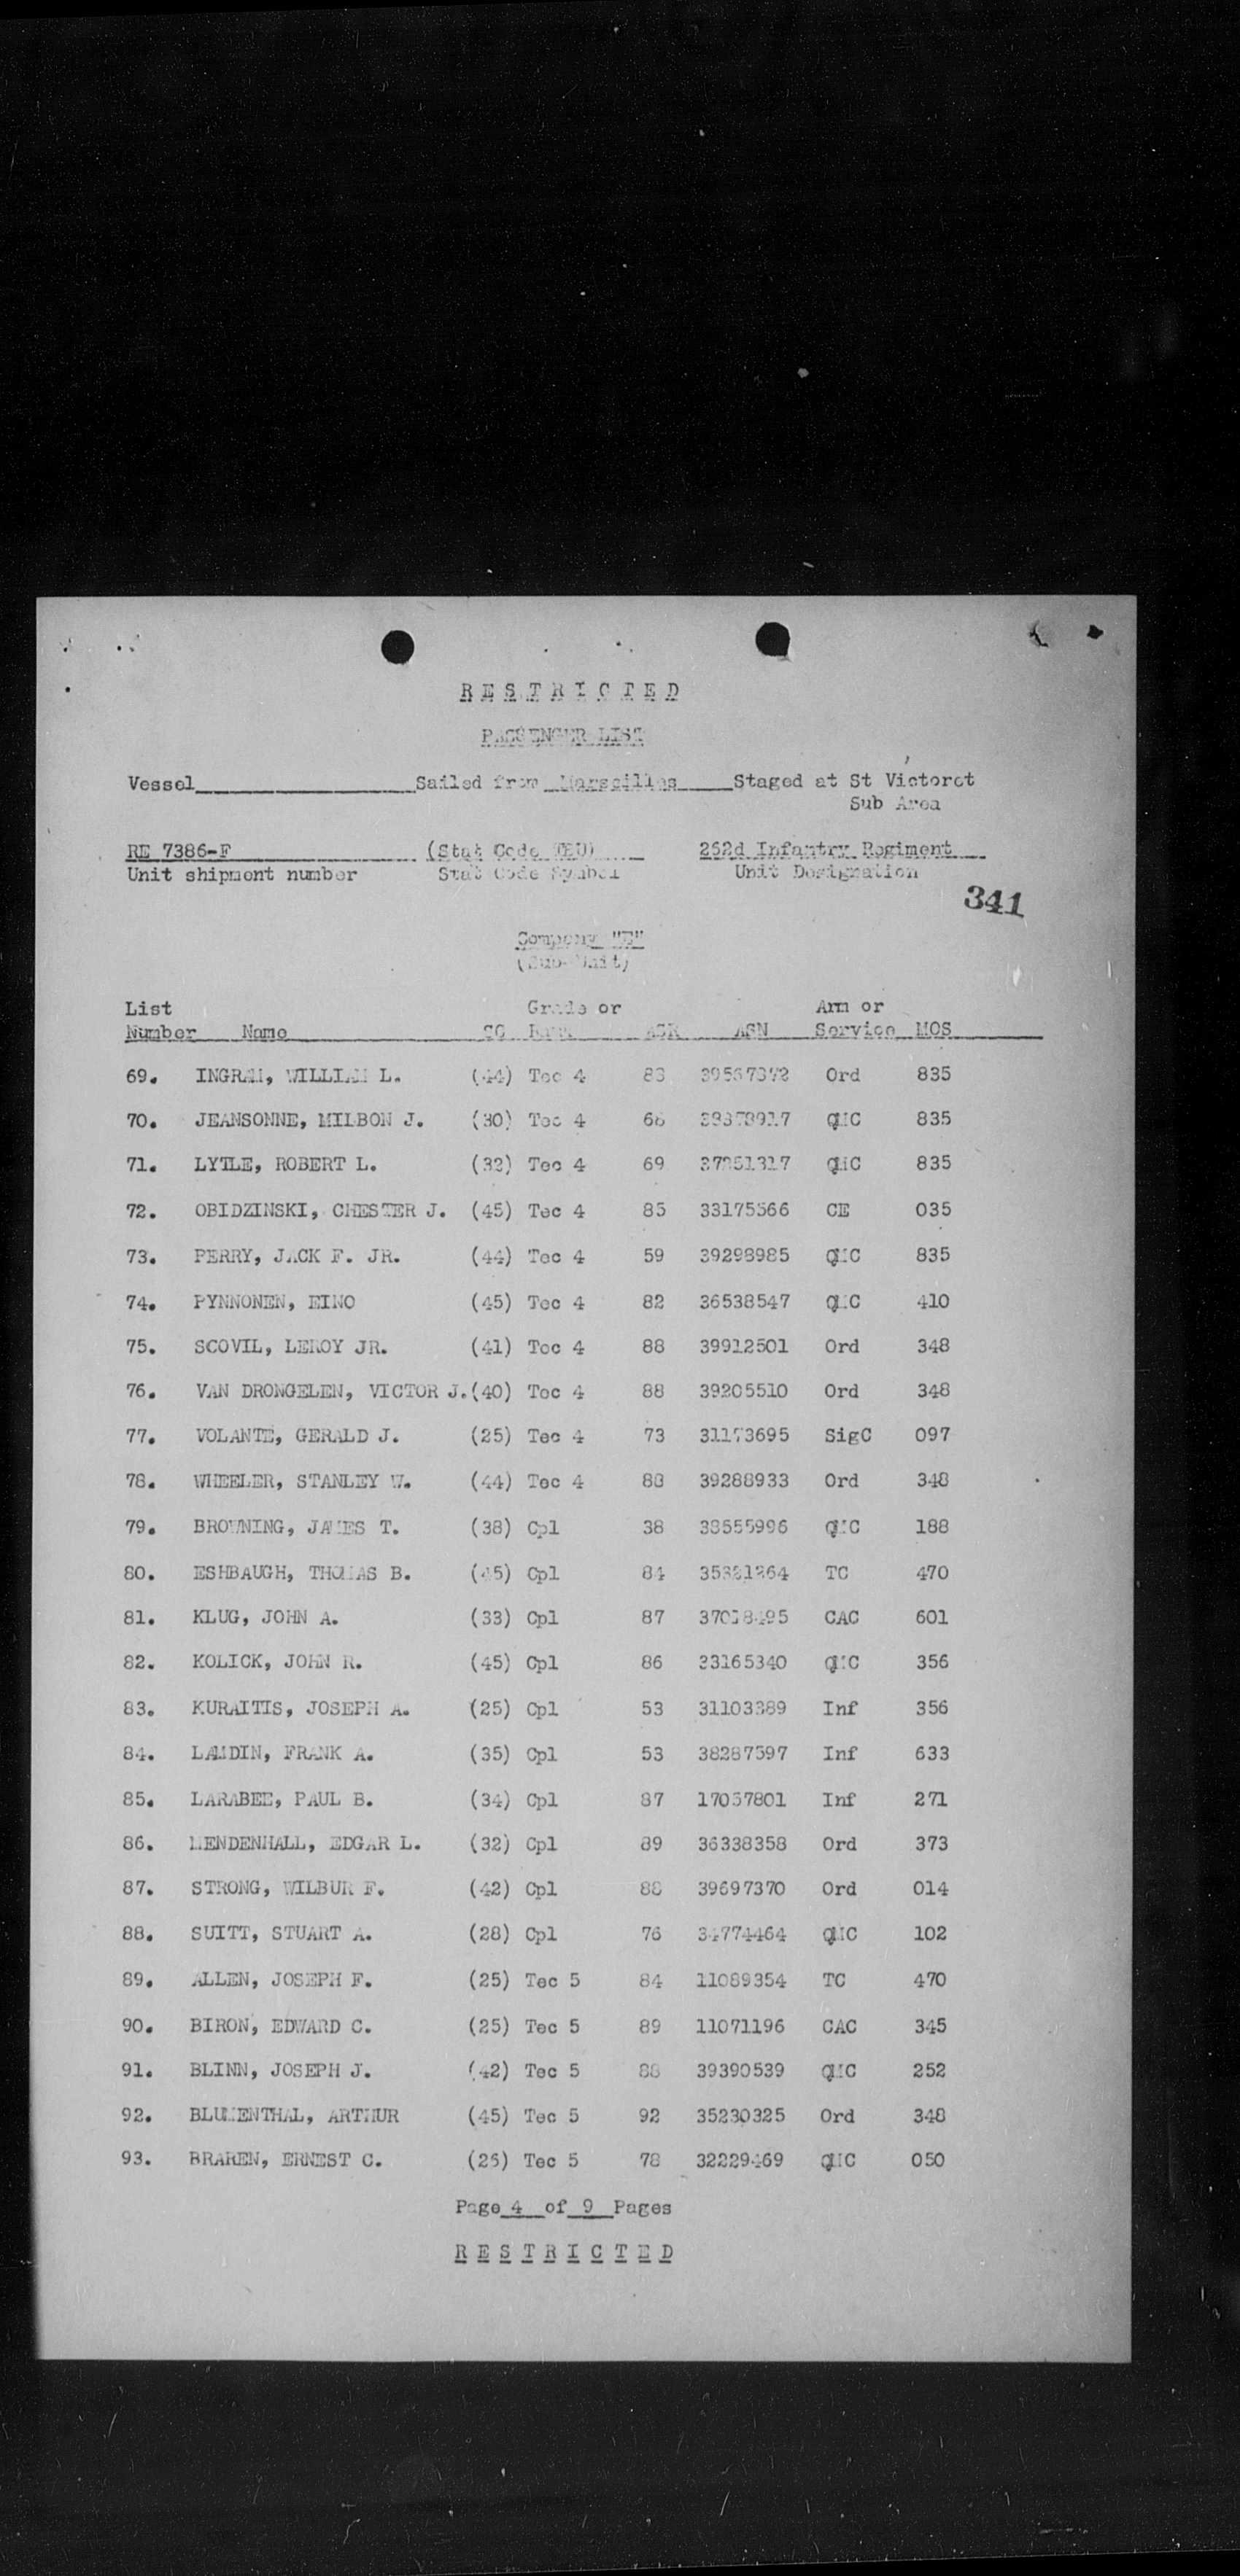 R E S T R I C T E D
PASSENGER LIST
Vessel Sailed from Marseilles Staged at St Victoret
Sub Area
RE 7386-F (Stat Code 262d Infantry Regiment
Unit shipment number Stat Code Symbol Unit Designation
341
Company "E"
(Sub-Unit)
List Grade or Arm or
Number Name Rank ASR ASN Service MOS
69. INGRAM, WILLIAM L. (44) Tec 4 Ord 835
70. JEANSONNE, MILBON J. (30) Tec 4 QMC 835
71. LYTLE, ROBERT L. (32) Tec 4 69 QMC 835
72. OBIDZINSKI, CHESTER J. (45) Tec 4 85 33175566 CE 035
73. PERRY, JACK F. JR. (44) Tec 4 59 39298985 QMC 835
74. PYNNONEN, EINO (45) Tec 4 82 36538547 QMC 410
75. SCOVIL, LEROY JR. (41) Tec 4 88 39912501 Ord 348
76. VAN DRONGELEN, VICTOR J. (40) Tec 4 88 39205510 Ord 348
77. VOLANTE, GERALD J. (25) Tec 4 73 31173695 SigC 097
78. WHEELER, STANLEY W. (44) Tec 4 39288933 Ord 348
79. BROWNING, JAMES T. (38) Cpl 38 38555996 QMC 188
80. ESHBAUGH, THOMAS B. (45) Cpl 84 TC 470
81. KLUG, JOHN A. (33) Cpl 87 CAC 601
82. KOLICK, JOHN R. (45) Cpl 86 33165340 QMC 356
83. KURAITIS, JOSEPH A. (25) Cpl 53 31103389 Inf 356
84. LAMDIN, FRANK A. (35) Cpl 53 38287597 Inf 633
85. LARABEE, PAUL B. (34) Cpl 87 17057801 Inf 271
86. MENDENHALL, EDGAR L. (32) Cpl 89 36338358 Ord 373
87. STRONG, WILBUR F. (42) Cpl 39697370 Ord 014
88. SUITT, STUART A. (28) Cpl 76 34774464 QMC 102
89. ALLEN, JOSEPH F. (25) Tec 5 84 11089354 TC 470
90. BIRON, EDWARD C. (25) Tec 5 89 11071196 CAC 345
91. BLINN, JOSEPH J. (42) Tec 5 88 39390539 QMC 252
92. BLUMENTHAL, ARTHUR (45) Tec 5 92 35230325 Ord 348
93. BRAREN, ERNEST C. (26) Tec 5 78 32229469 QMC 050
Page 4 of 9 Pages
R E S T R I C T E D